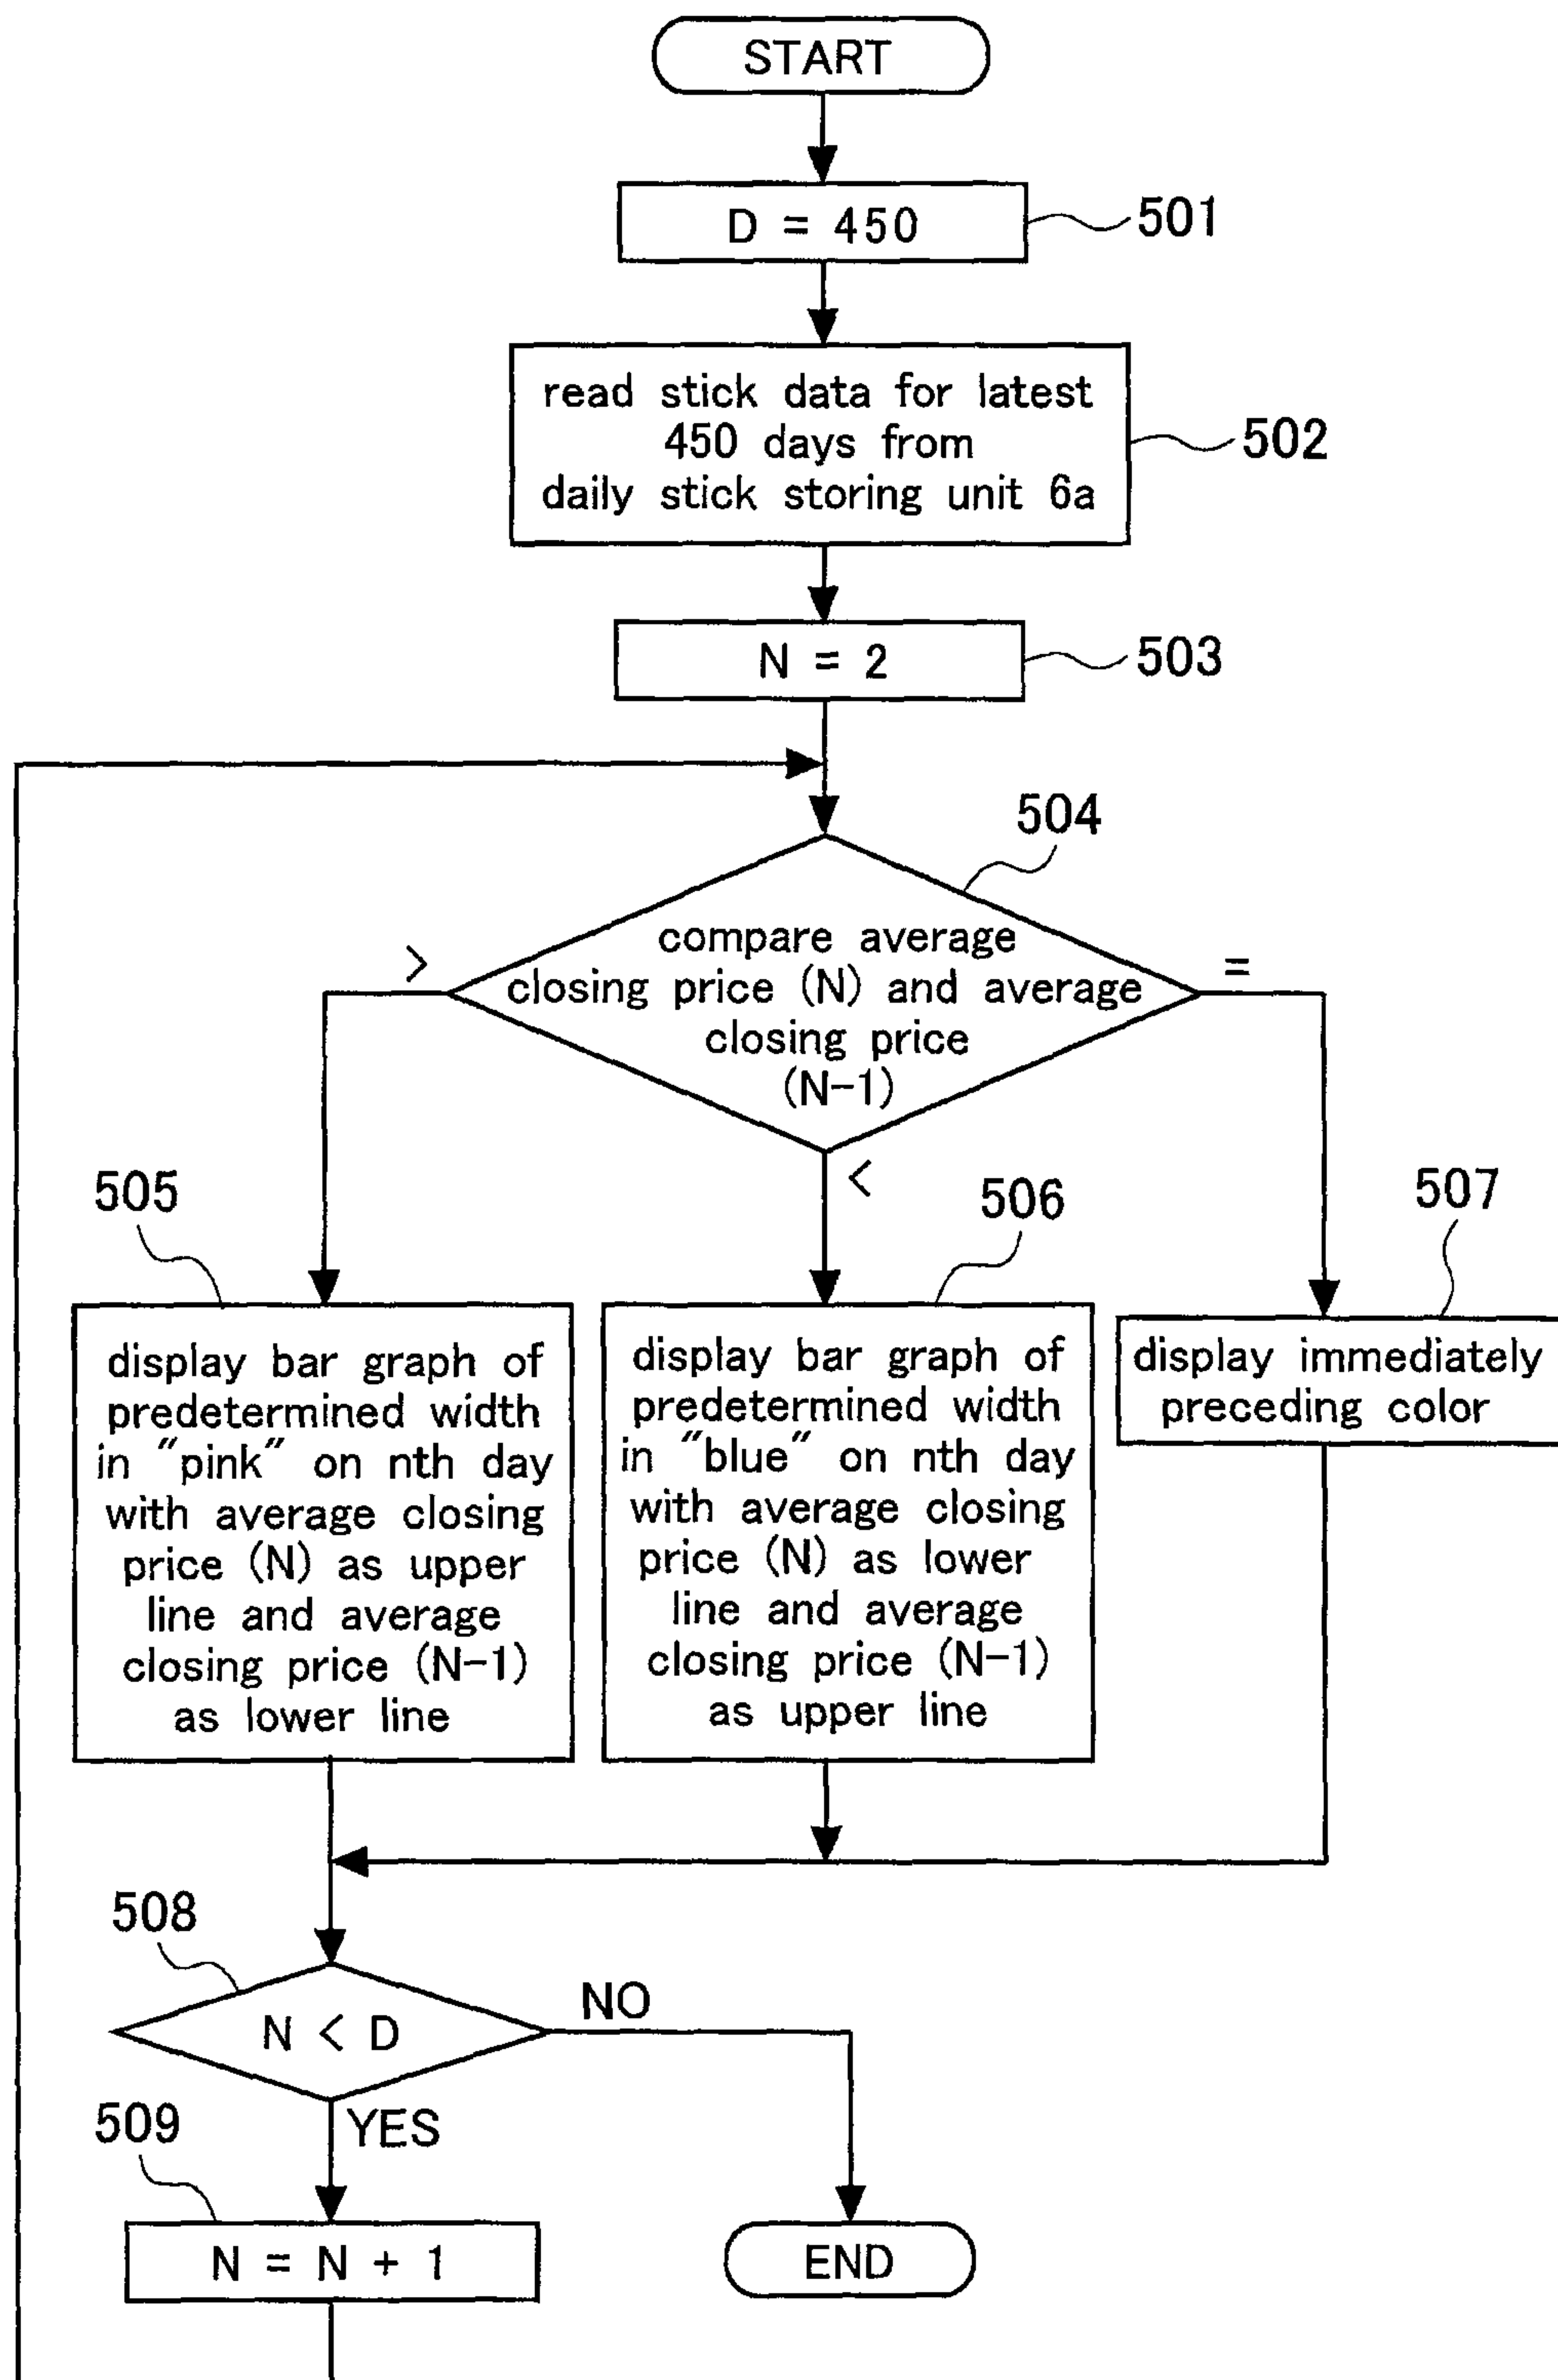 START
D = 450
501
read stick data for latest
450 days from
daily stick storing unit 6a
502
N = 2
503
504
compare average
closing price (N) and average
closing price
(N-1)
>
=
<
505
506
507
display bar graph of
predetermined width
in "pink" on nth day
with average closing
price (N) as upper
line and average
closing price (N-1)
as lower line
display bar graph of
predetermined width
in "blue" on nth day
with average closing
price (N) as lower
line and average
closing price (N-1)
as upper line
display immediately
preceding color
508
N < D
NO
YES
509
N = N + 1
END